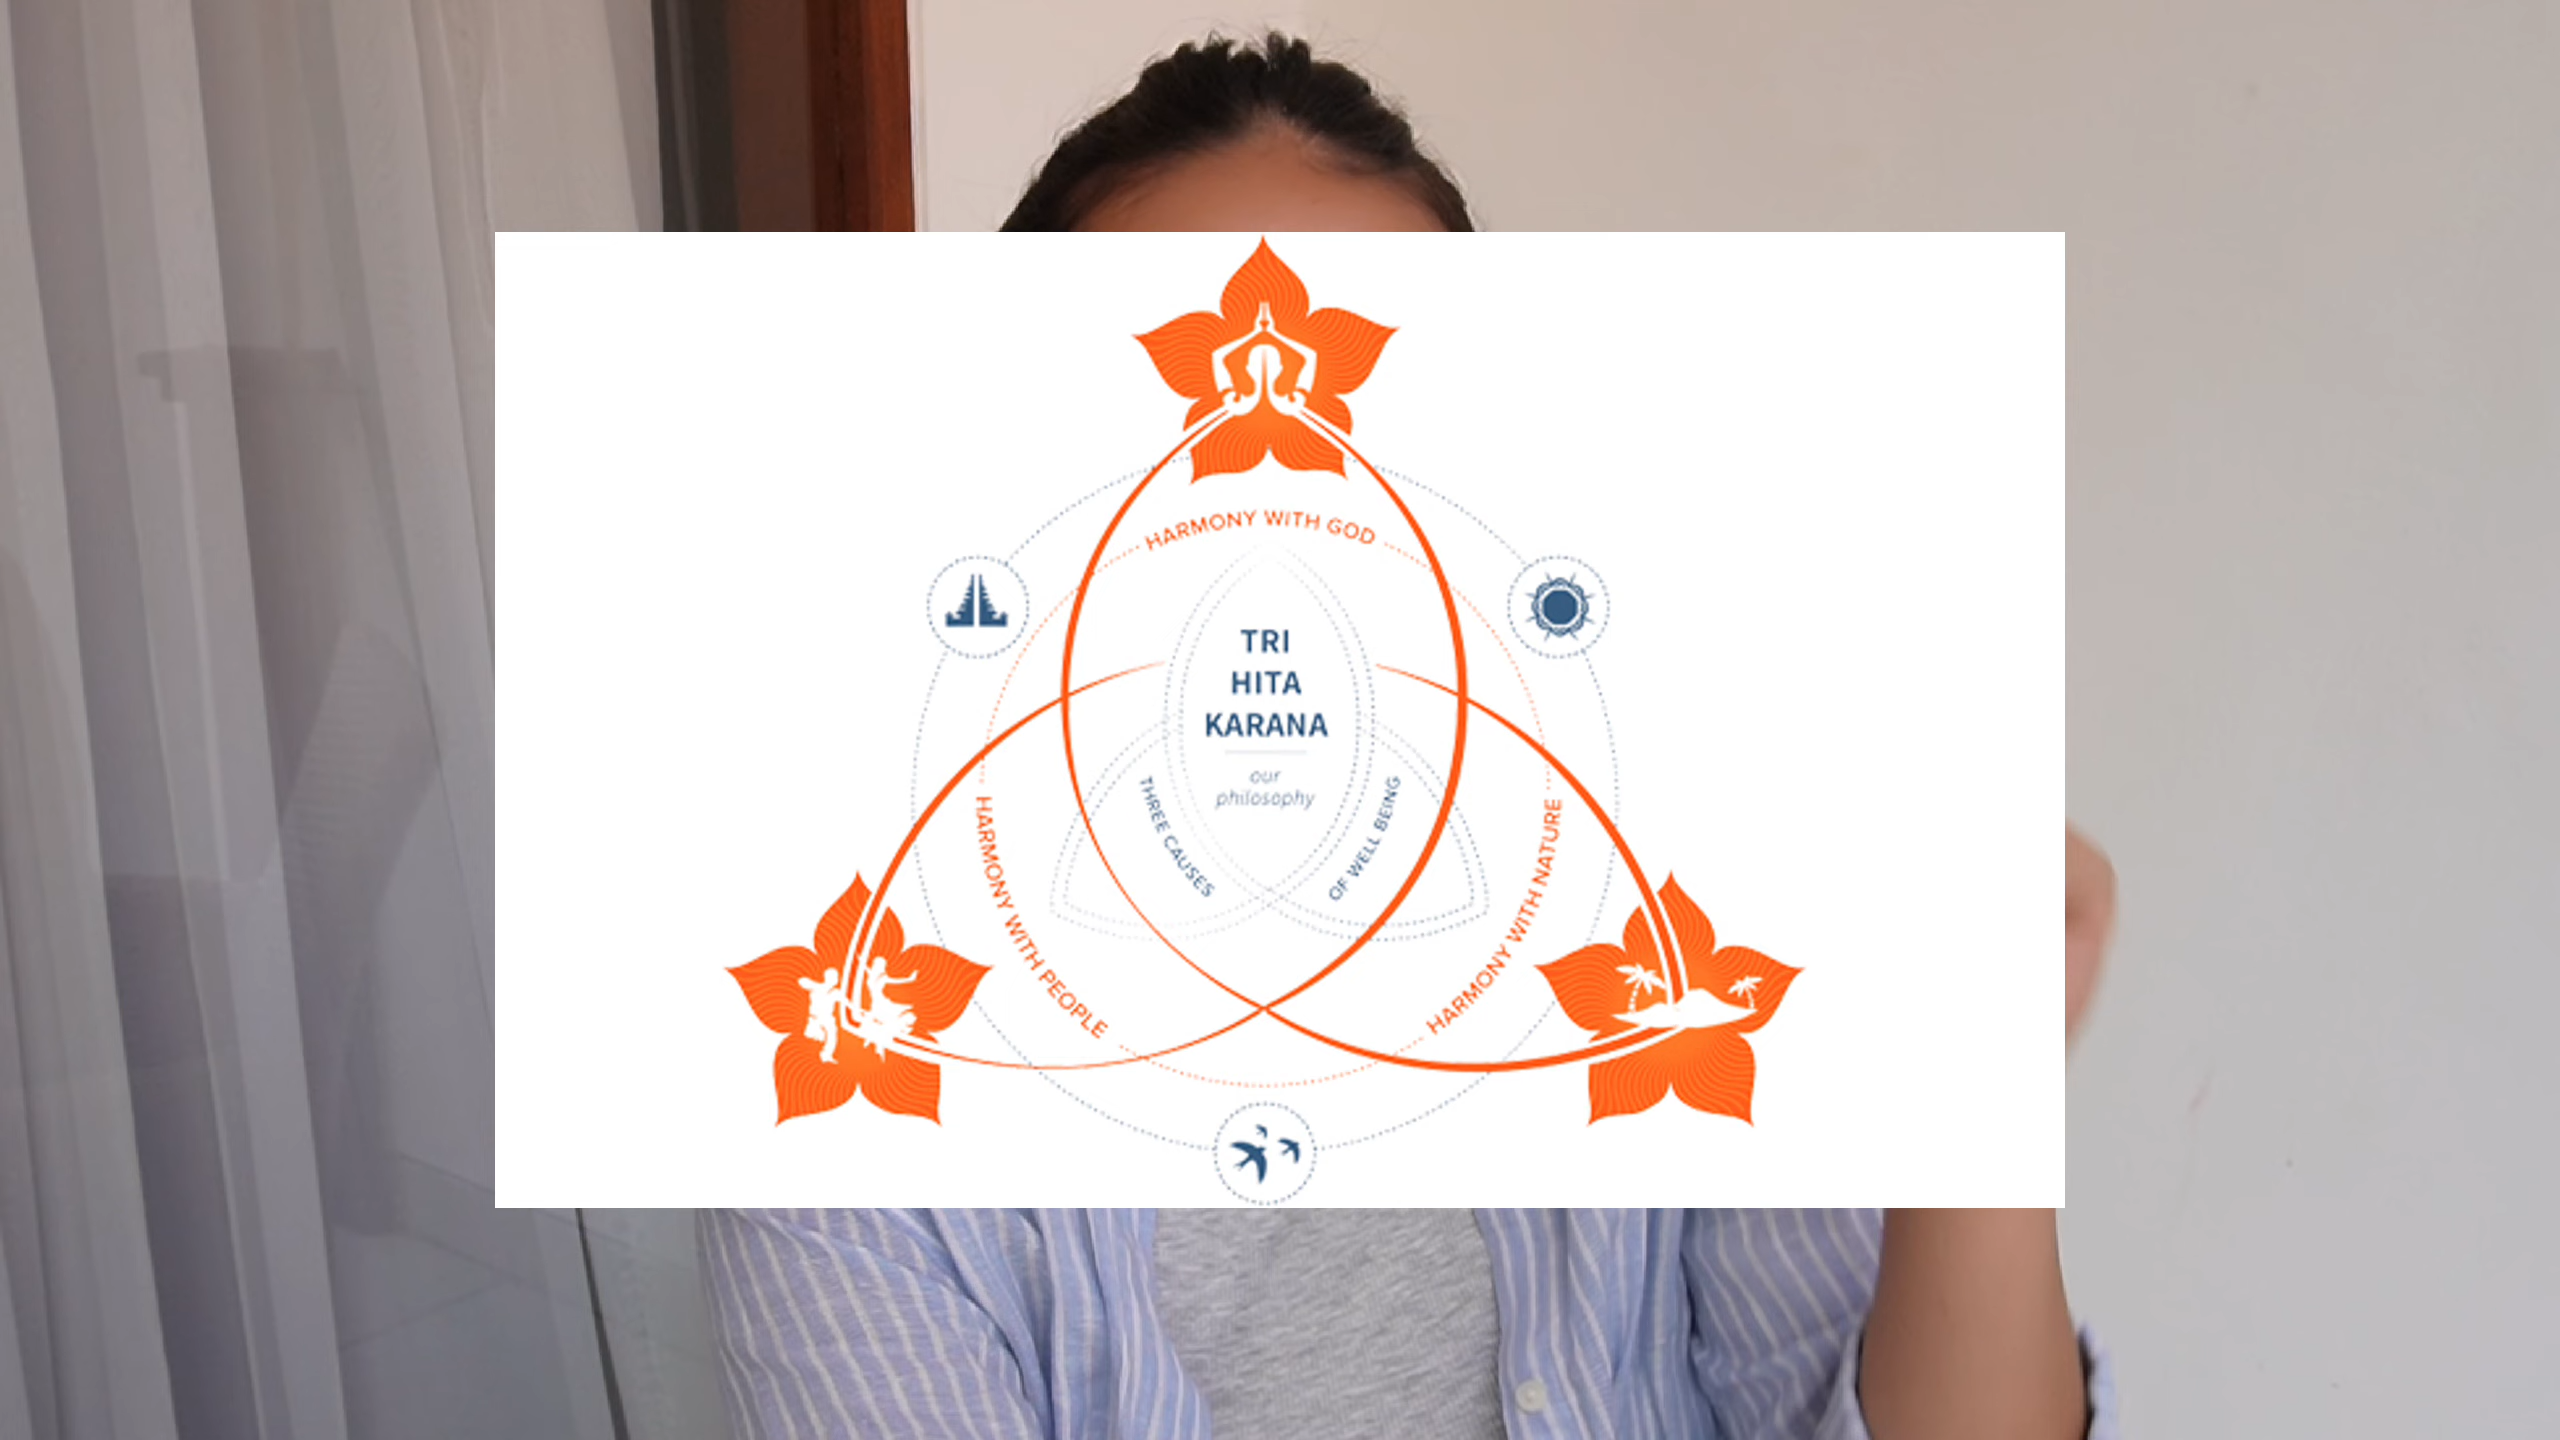 HARMONY WITH GOD
TRI
HITA
KARANA
our
philosophy
THREE CAUSES
OF WELL BEING
HARMONY WITH PEOPLE
HARMONY WITH NATURE